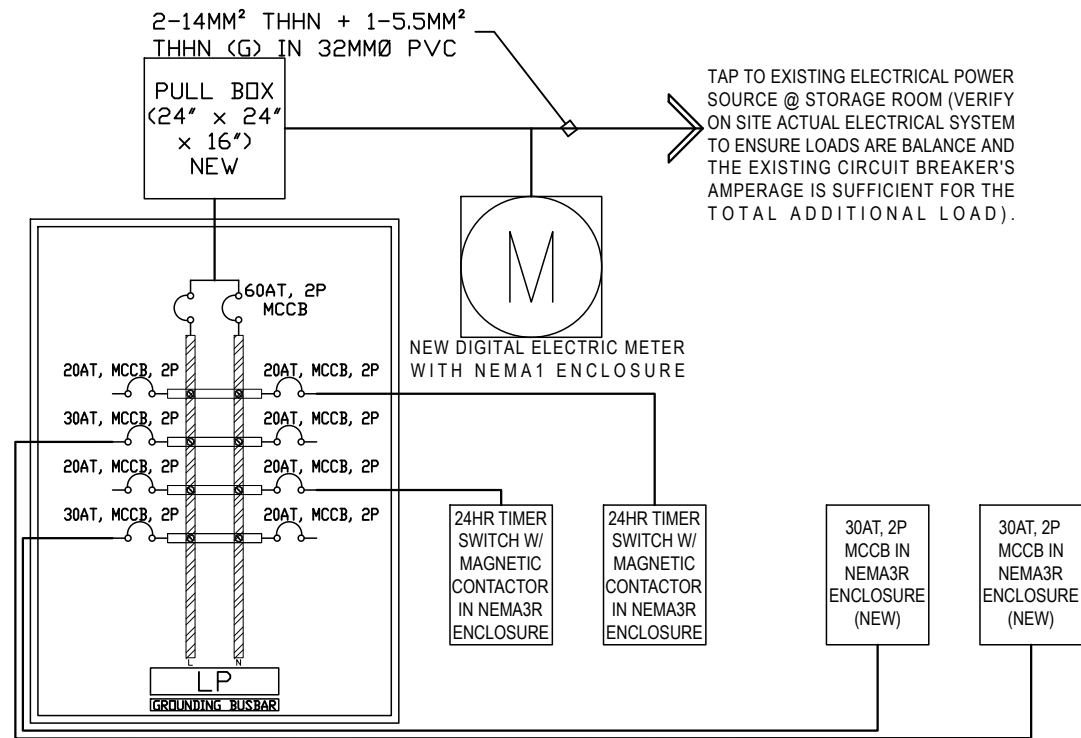 2-14MM² THHN + 1-5.5MM²
THHN (G) IN 32MMØ PVC
PULL BOX
(24" x 24"
x 16")
NEW
TAP TO EXISTING ELECTRICAL POWER
SOURCE @ STORAGE ROOM (VERIFY
ON SITE ACTUAL ELECTRICAL SYSTEM
TO ENSURE LOADS ARE BALANCE AND
THE EXISTING CIRCUIT BREAKER'S
AMPERAGE IS SUFFICIENT FOR THE
TOTAL ADDITIONAL LOAD).
M
NEW DIGITAL ELECTRIC METER
WITH NEMA1 ENCLOSURE
60AT, 2P
MCCB
20AT, MCCB, 2P
20AT, MCCB, 2P
30AT, MCCB, 2P
20AT, MCCB, 2P
20AT, MCCB, 2P
20AT, MCCB, 2P
30AT, MCCB, 2P
20AT, MCCB, 2P
24HR TIMER
SWITCH W/
MAGNETIC
CONTACTOR
IN NEMA3R
ENCLOSURE
24HR TIMER
SWITCH W/
MAGNETIC
CONTACTOR
IN NEMA3R
ENCLOSURE
30AT, 2P
MCCB IN
NEMA3R
ENCLOSURE
(NEW)
30AT, 2P
MCCB IN
NEMA3R
ENCLOSURE
(NEW)
L N
LP
GROUNDING BUSBAR